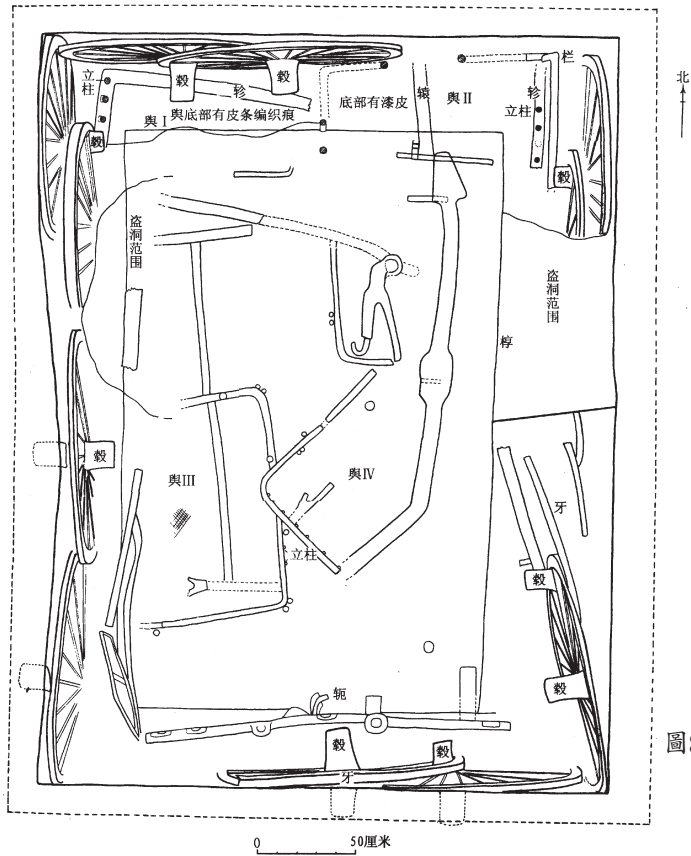 北
栏
立柱
毂
毂
轸
辕
舆II
轸
立柱
底部有漆皮
舆I
舆底部有皮条编织痕
毂
毂
盗洞范围
盗洞范围
椁
毂
舆III
舆IV
牙
立柱
毂
毂
轭
毂
毂
牙
圖
0 50厘米